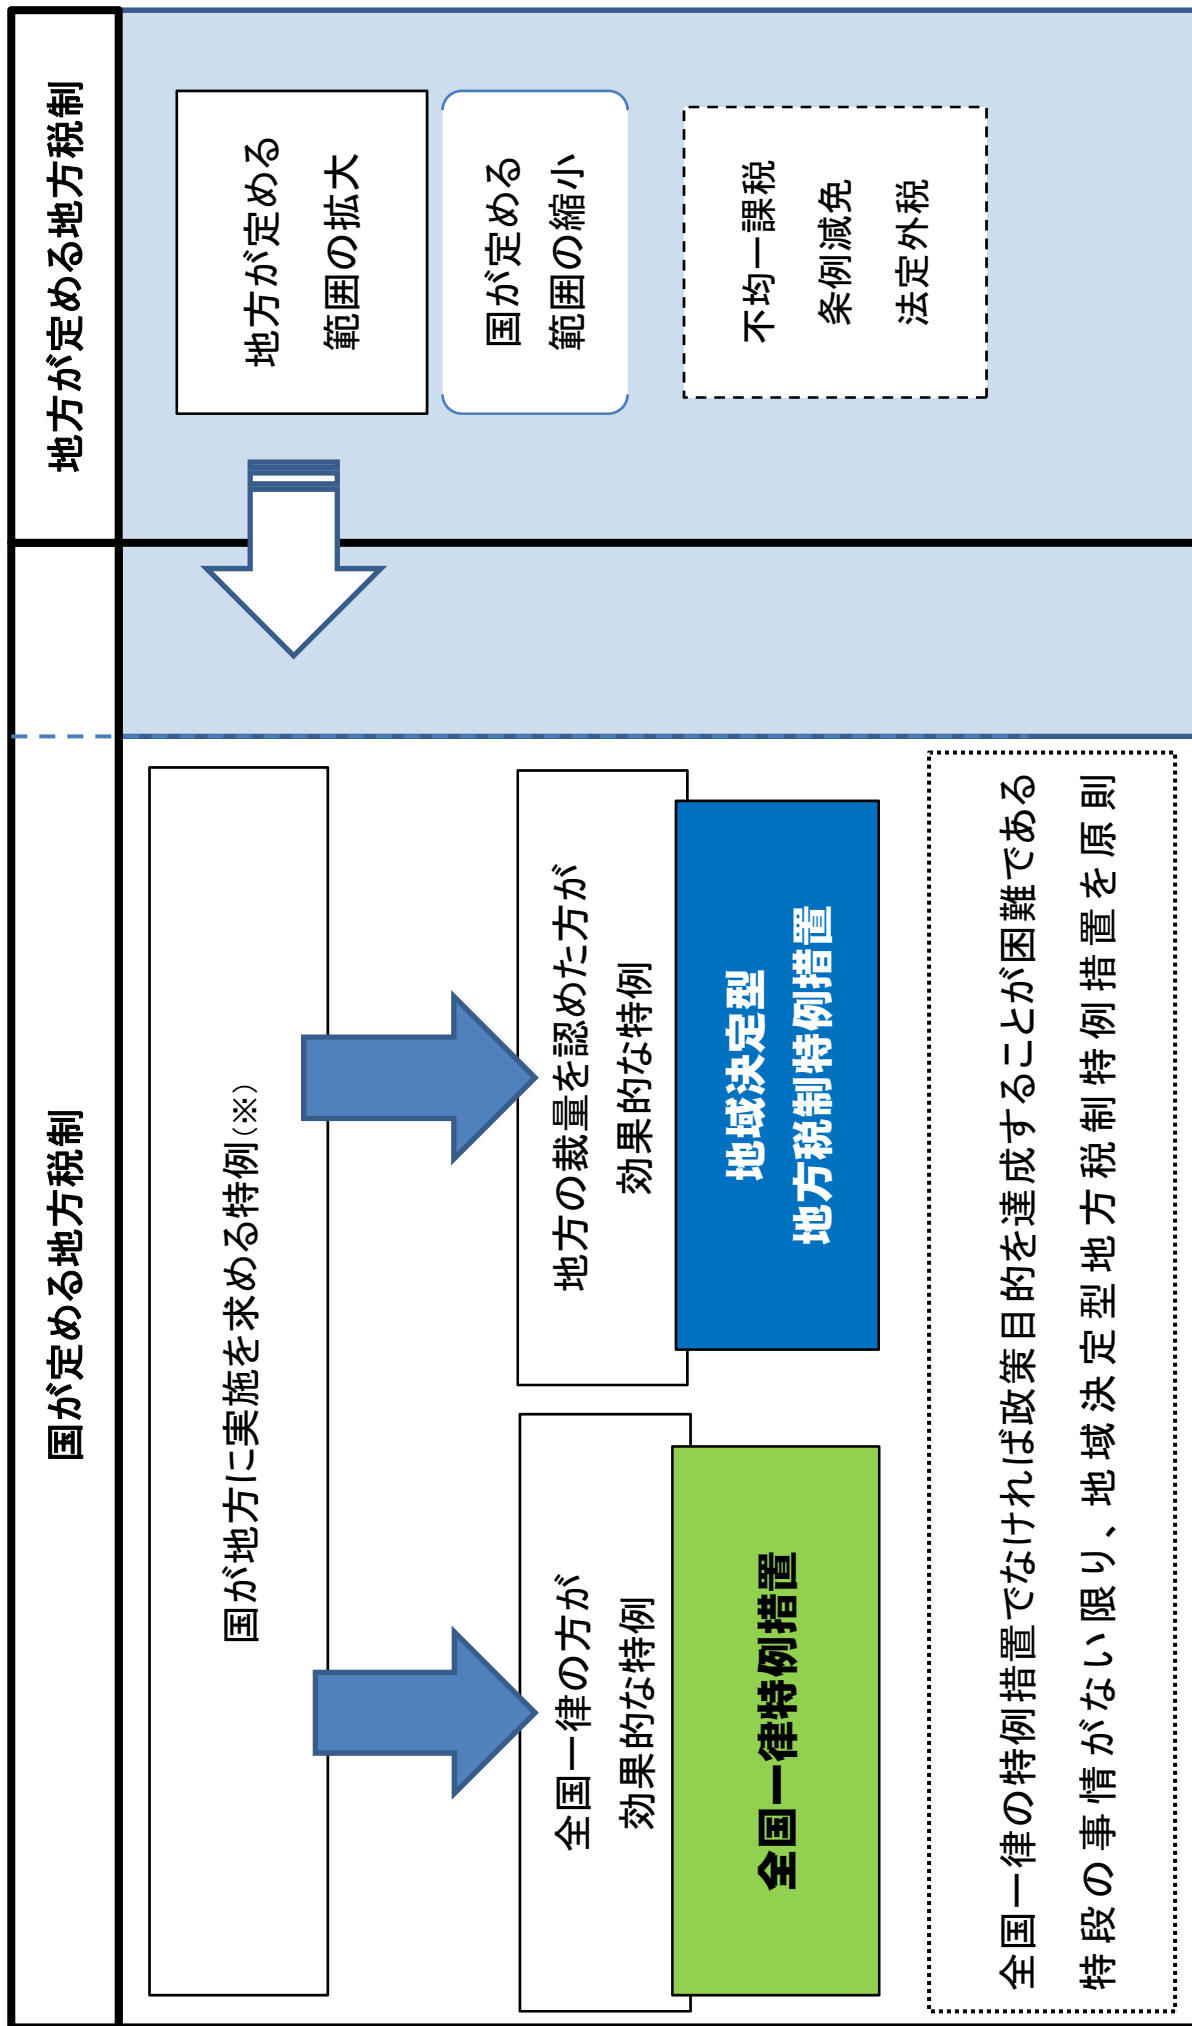 国が定める地方税制
地方が定める地方税制
国が地方に実施を求める特例(※)
全国一律の方が
効果的な特例
全国一律特例措置
地方の裁量を認めた方が
効果的な特例
地域決定型
地方税制特例措置
全国一律の特例措置でなければ政策目的を達成することが困難である
特段の事情がない限り、地域決定型地方税制特例措置を原則
地方が定める
範囲の拡大
国が定める
範囲の縮小
不均一課税
条例減免
法定外税